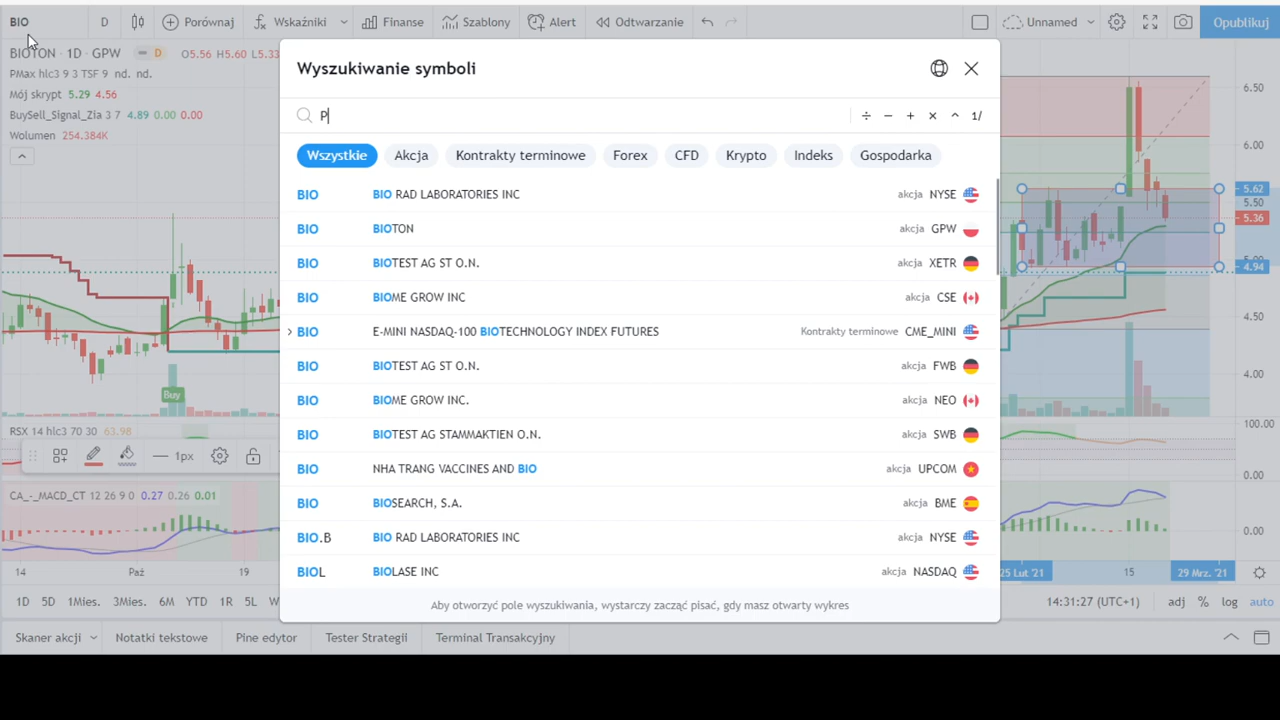 BIO D Porównaj Wskaźniki Finanse Szablony Alert Odtwarzanie Unnamed Opublikuj
BIOTON · 1D · GPW D O5.56 H5.60 L5.33
PMax hlc3 9 3 TSF 9 nd. nd.
Mój skrypt 5.29 4.56
BuySell_Signal_Zia 3 7 4.89 0.00 0.00
Wolumen 254.384K
Buy
RSX 14 hlc3 70 30 63.98
1px
CA_-_MACD_CT 12 26 9 0 0.27 0.26 0.01
Wyszukiwanie symboli
P
÷ − + × ^ 1/
Wszystkie Akcja Kontrakty terminowe Forex CFD Krypto Indeks Gospodarka
BIO BIO RAD LABORATORIES INC akcja NYSE
BIO BIOTON akcja GPW
BIO BIOTEST AG ST O.N. akcja XETR
BIO BIOME GROW INC akcja CSE
BIO E-MINI NASDAQ-100 BIOTECHNOLOGY INDEX FUTURES Kontrakty terminowe CME_MINI
BIO BIOTEST AG ST O.N. akcja FWB
BIO BIOME GROW INC. akcja NEO
BIO BIOTEST AG STAMMAKTIEN O.N. akcja SWB
BIO NHA TRANG VACCINES AND BIO akcja UPCOM
BIO BIOSEARCH, S.A. akcja BME
BIO.B BIO RAD LABORATORIES INC akcja NYSE
BIOL BIOLASE INC akcja NASDAQ
Aby otworzyć pole wyszukiwania, wystarczy zacząć pisać, gdy masz otwarty wykres
6.50
6.00
5.62
5.50
5.36
4.94
4.50
4.00
100.00
0.00
0.00
14 Paź 19 25 Lut '21 15 29 Mrz. '21
1D 5D 1Mies. 3Mies. 6M YTD 1R 5L W 14:31:27 (UTC+1) adj % log auto
Skaner akcji Notatki tekstowe Pine edytor Tester Strategii Terminal Transakcyjny